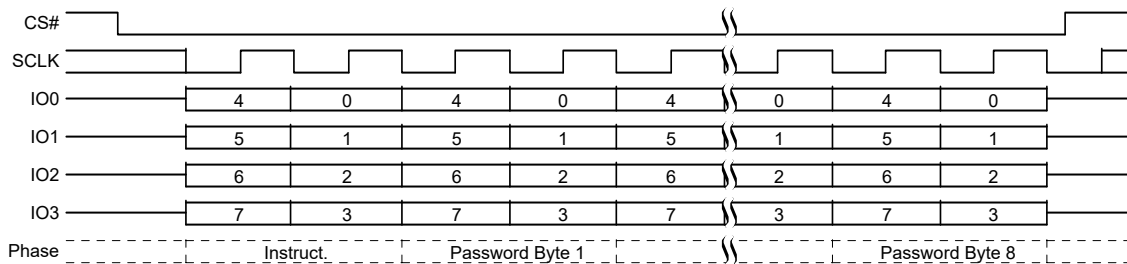 CS#
SCLK
IO0 4 0 4 0 4 0 4 0
IO1 5 1 5 1 5 1 5 1
IO2 6 2 6 2 6 2 6 2
IO3 7 3 7 3 7 3 7 3
Phase Instruct. Password Byte 1 Password Byte 8